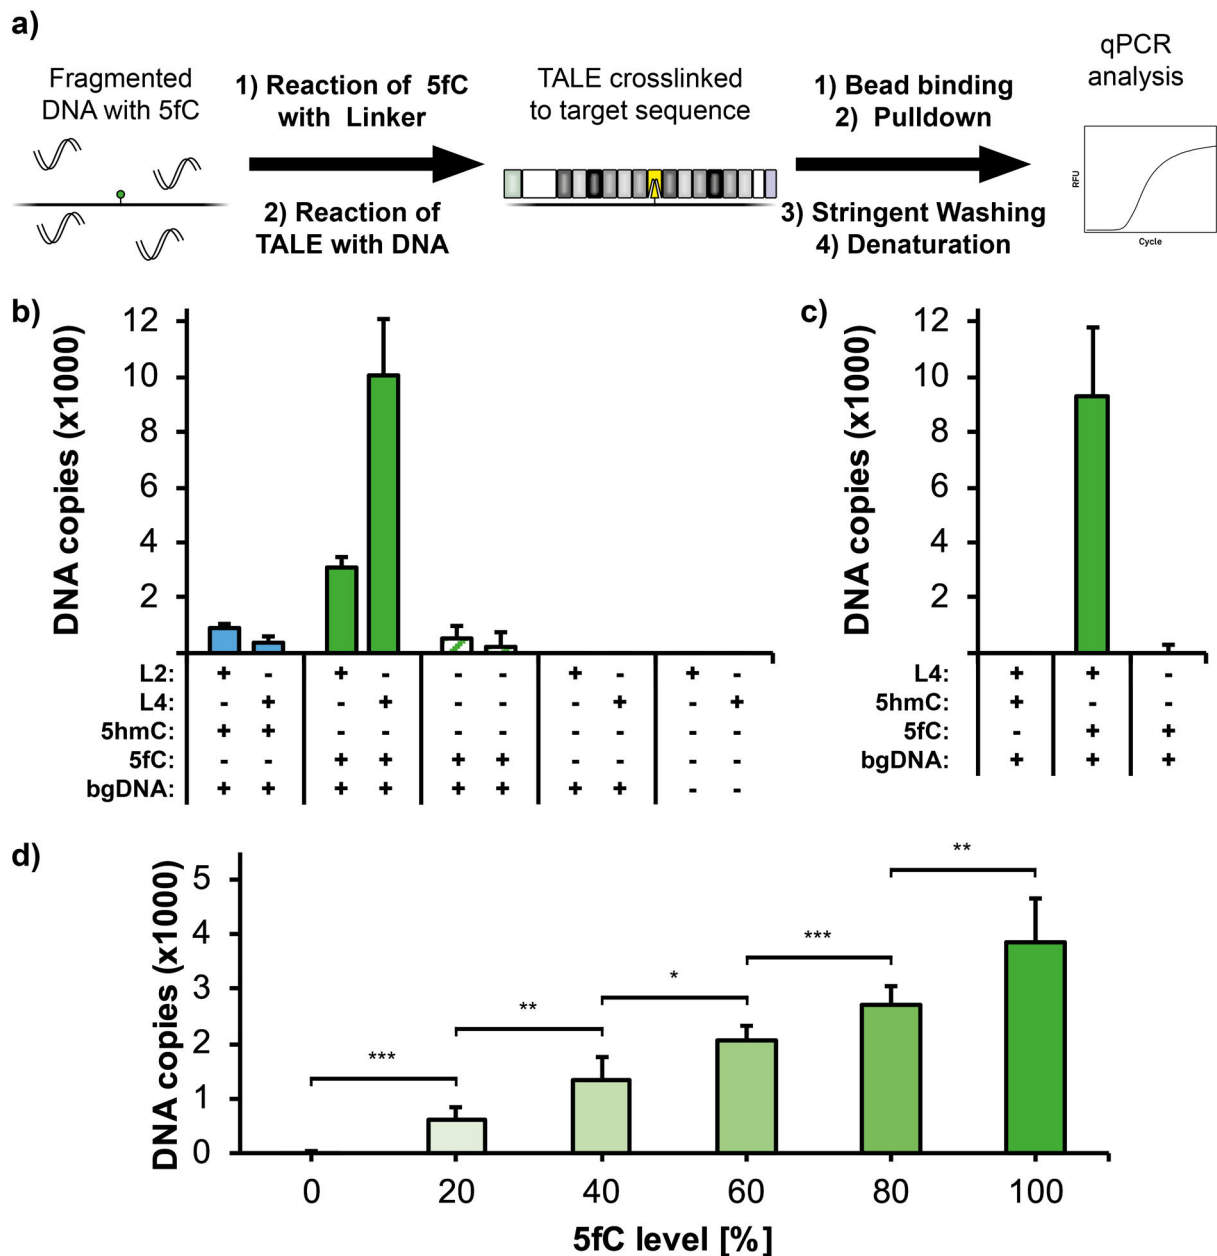 a)
Fragmented
DNA with 5fC
1) Reaction of 5fC
with Linker
2) Reaction of
TALE with DNA
TALE crosslinked
to target sequence
1) Bead binding
2) Pulldown
3) Stringent Washing
4) Denaturation
qPCR
analysis
RFU
Cycle
b)
DNA copies (x1000)
12
10
8
6
4
2
L2: + - + - - - + - + -
L4: - + - + - - - + - +
5hmC: + + - - - - - - - -
5fC: - - + + + + - - - -
bgDNA: + + + + + + + + - -
c)
DNA copies (x1000)
12
10
8
6
4
2
L4: + + -
5hmC: + - -
5fC: - + +
bgDNA: + + +
d)
DNA copies (x1000)
5
4
3
2
1
0
***
**
*
***
**
0 20 40 60 80 100
5fC level [%]